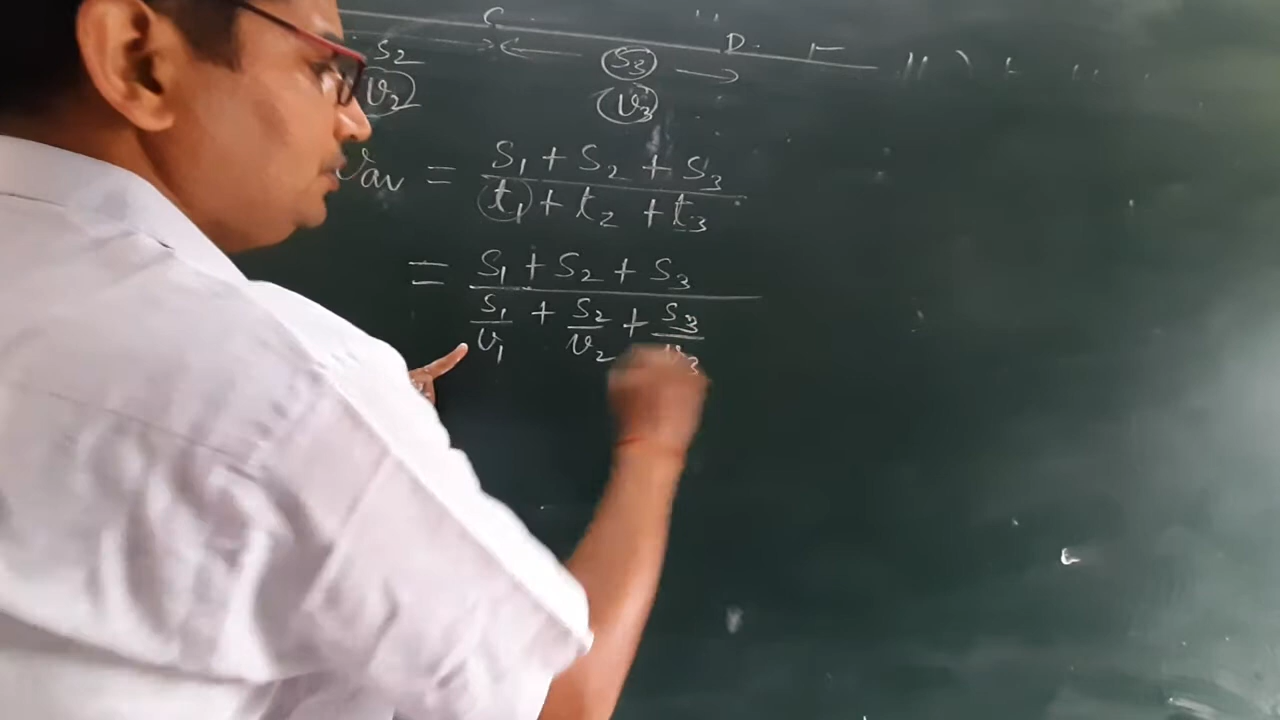 C D
S₂ S₃
v₂ v₃
vₐᵥ = (S₁ + S₂ + S₃) / (t₁ + t₂ + t₃)
= (S₁ + S₂ + S₃) / (S₁/v₁ + S₂/v₂ + S₃/v₃)